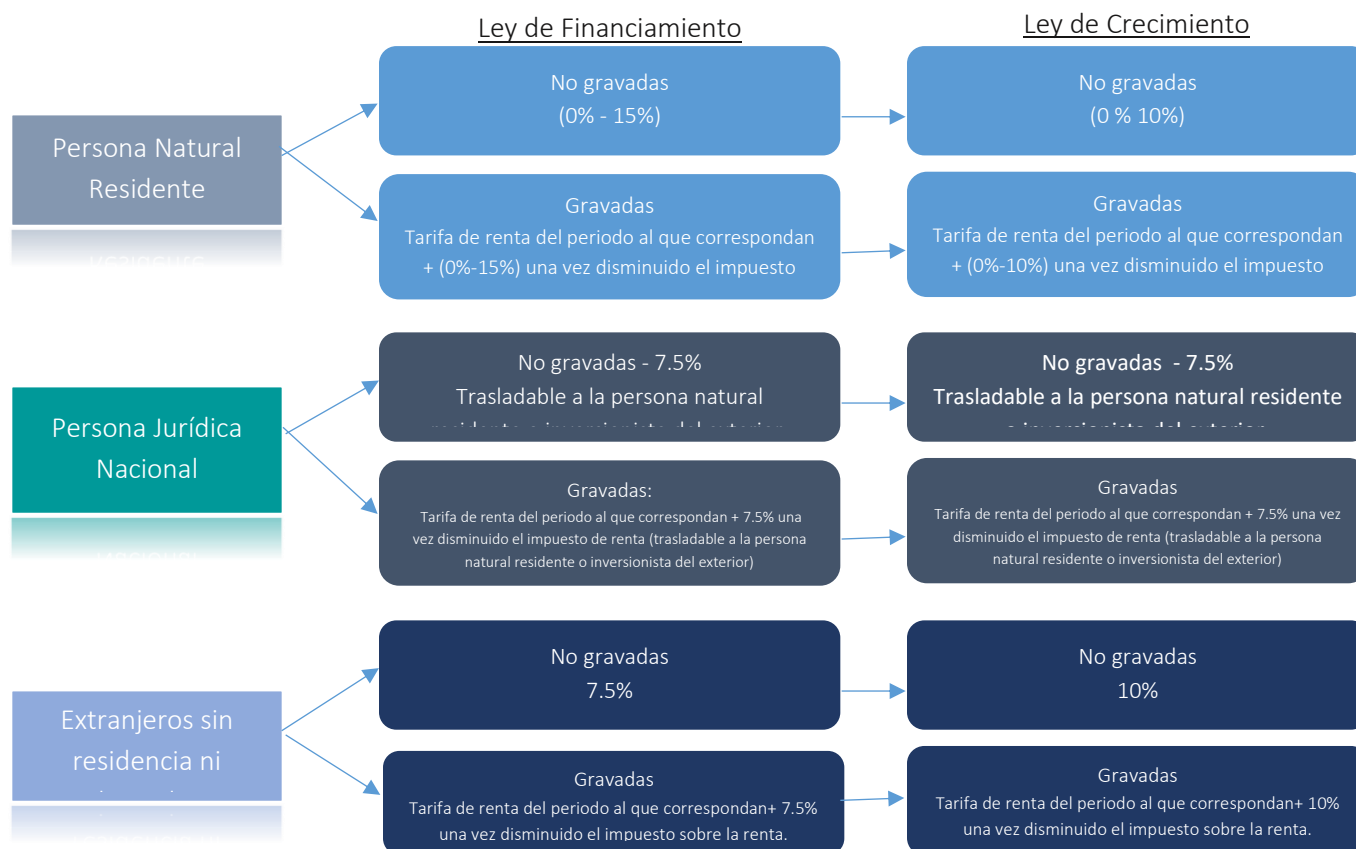 Ley de Financiamiento
Ley de Crecimiento
Persona Natural
Residente
No gravadas
(0% - 15%)
No gravadas
(0 % 10%)
Gravadas
Tarifa de renta del periodo al que correspondan
+ (0%-15%) una vez disminuido el impuesto
Gravadas
Tarifa de renta del periodo al que correspondan
+ (0%-10%) una vez disminuido el impuesto
Persona Jurídica
Nacional
No gravadas - 7.5%
Trasladable a la persona natural
residente o inversionista del exterior
No gravadas - 7.5%
Trasladable a la persona natural residente
o inversionista del exterior
Gravadas:
Tarifa de renta del periodo al que correspondan + 7.5% una
vez disminuido el impuesto de renta (trasladable a la persona
natural residente o inversionista del exterior)
Gravadas
Tarifa de renta del periodo al que correspondan + 7.5% una vez
disminuido el impuesto de renta (trasladable a la persona
natural residente o inversionista del exterior)
Extranjeros sin
residencia ni
No gravadas
7.5%
No gravadas
10%
Gravadas
Tarifa de renta del periodo al que correspondan+ 7.5%
una vez disminuido el impuesto sobre la renta.
Gravadas
Tarifa de renta del periodo al que correspondan+ 10%
una vez disminuido el impuesto sobre la renta.